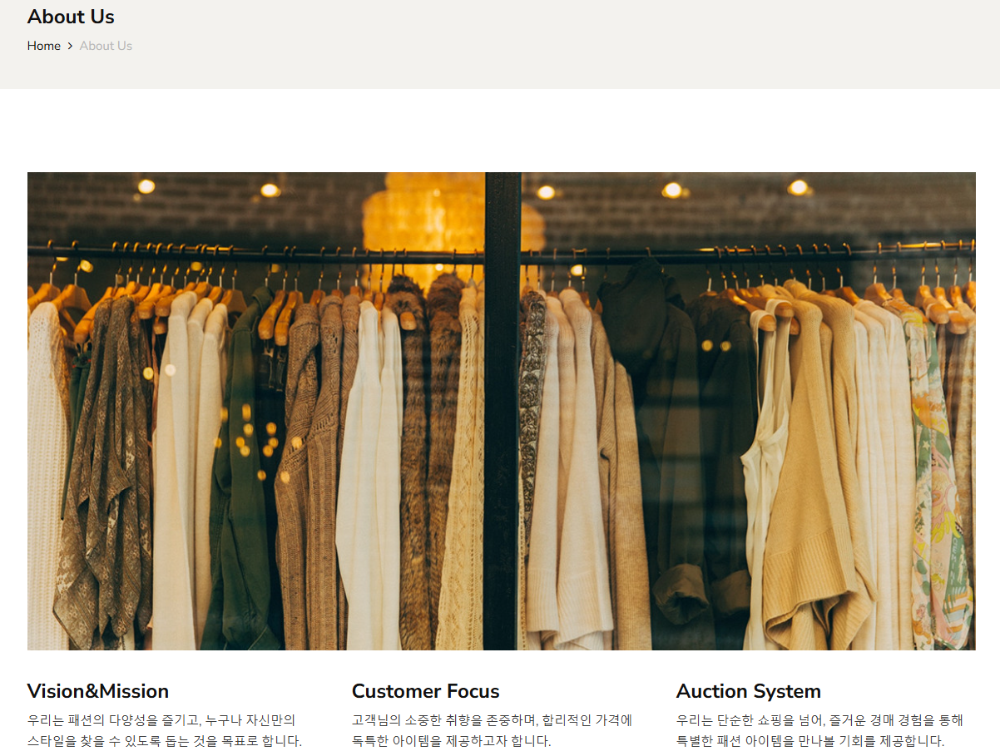 About Us
Home > About Us
Vision&Mission
우리는 패션의 다양성을 즐기고, 누구나 자신만의
스타일을 찾을 수 있도록 돕는 것을 목표로 합니다.
Customer Focus
고객님의 소중한 취향을 존중하며, 합리적인 가격에
독특한 아이템을 제공하고자 합니다.
Auction System
우리는 단순한 쇼핑을 넘어, 즐거운 경매 경험을 통해
특별한 패션 아이템을 만나볼 기회를 제공합니다.